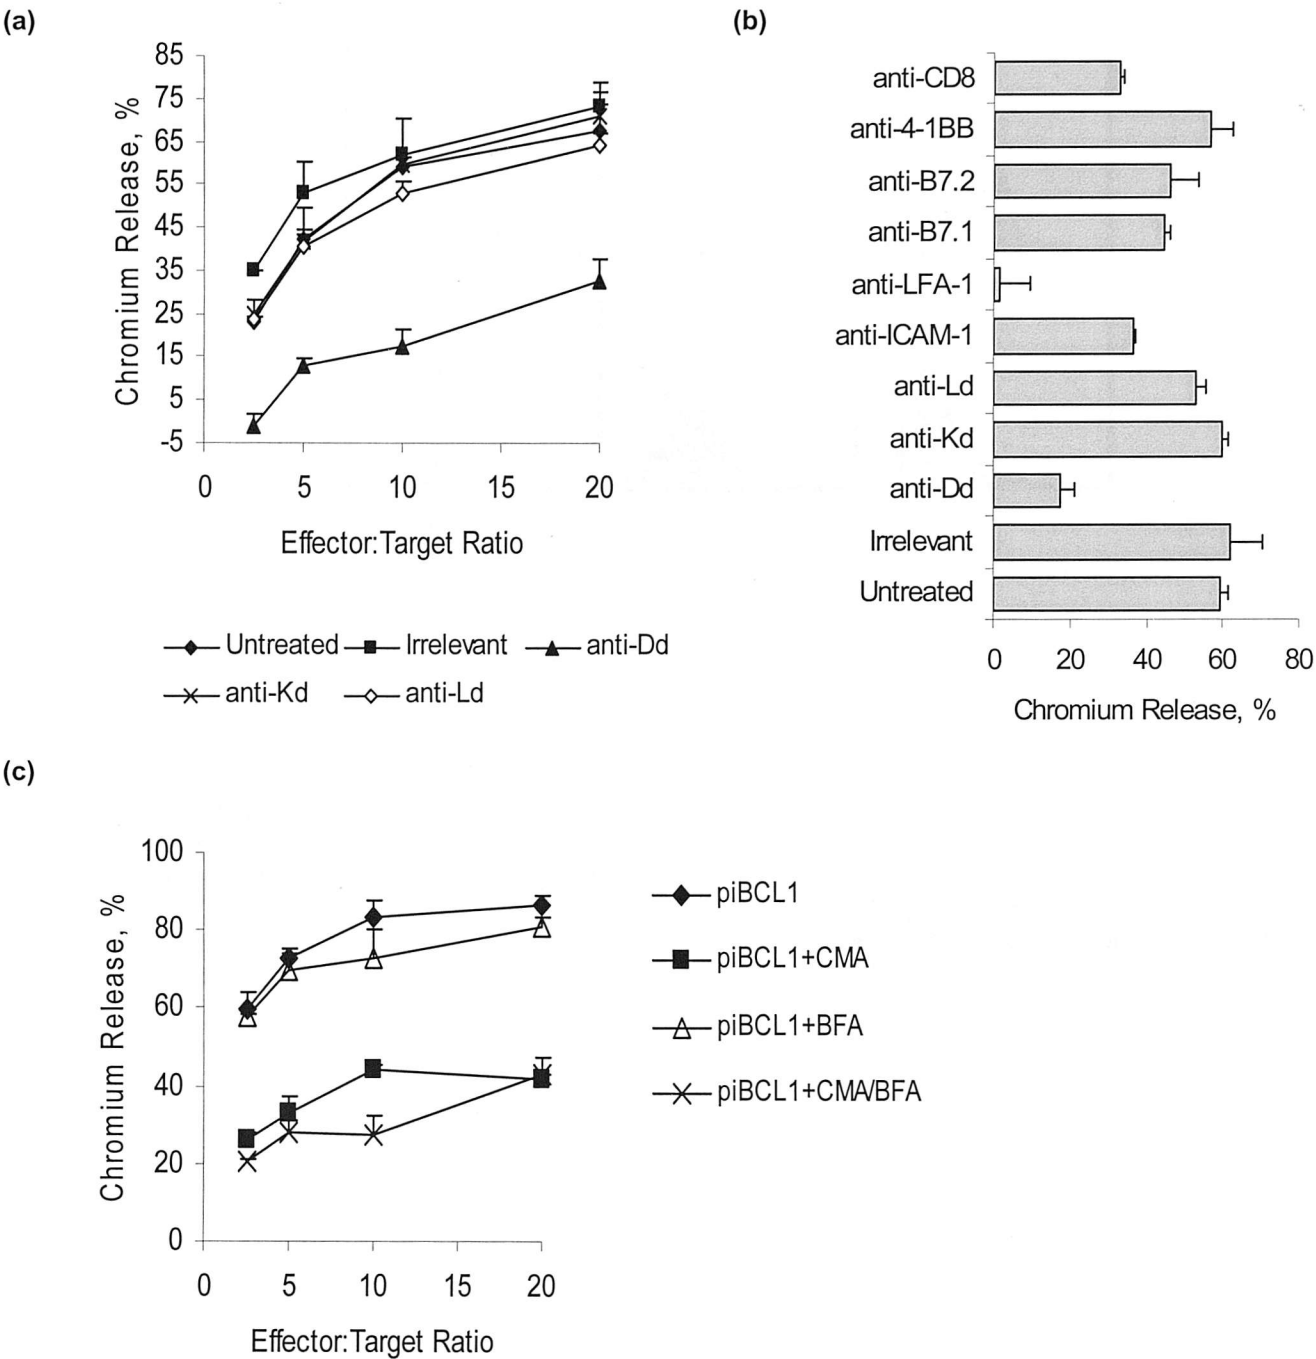 (a)
85
75
65
55
45
35
25
15
5
-5
Chromium Release, %
0 5 10 15 20
Effector:Target Ratio
Untreated Irrelevant anti-Dd
anti-Kd anti-Ld
(b)
anti-CD8
anti-4-1BB
anti-B7.2
anti-B7.1
anti-LFA-1
anti-ICAM-1
anti-Ld
anti-Kd
anti-Dd
Irrelevant
Untreated
0 20 40 60 80
Chromium Release, %
(c)
100
80
60
40
20
0
Chromium Release, %
0 5 10 15 20
Effector:Target Ratio
piBCL1
piBCL1+CMA
piBCL1+BFA
piBCL1+CMA/BFA